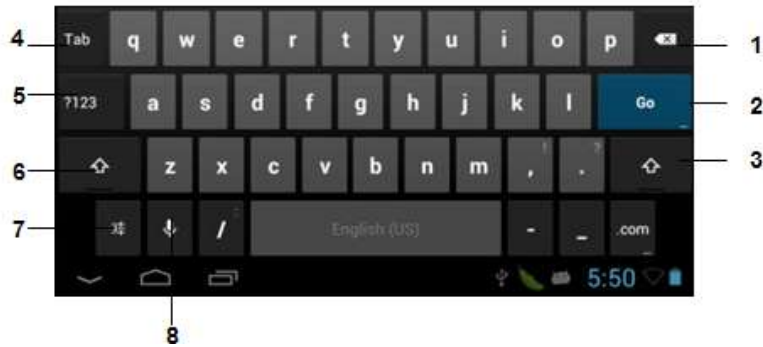 4 Tab q w e r t y u i o p 1
5 ?123 a s d f g h j k l Go 2
6 z x c v b n m , ! . ? 3
7 / : English (US) - _ .com
5:50
8